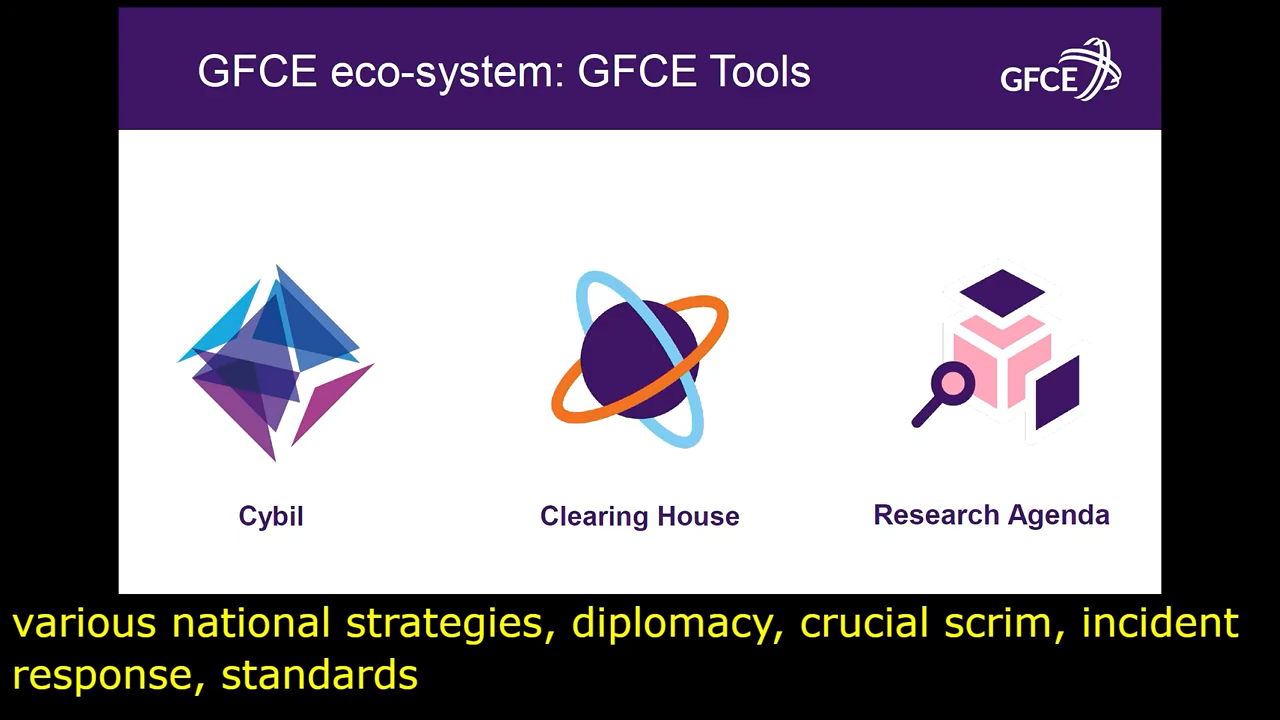 GFCE eco-system: GFCE Tools
GFCE
Cybil
Clearing House
Research Agenda
various national strategies, diplomacy, crucial scrim, incident
response, standards